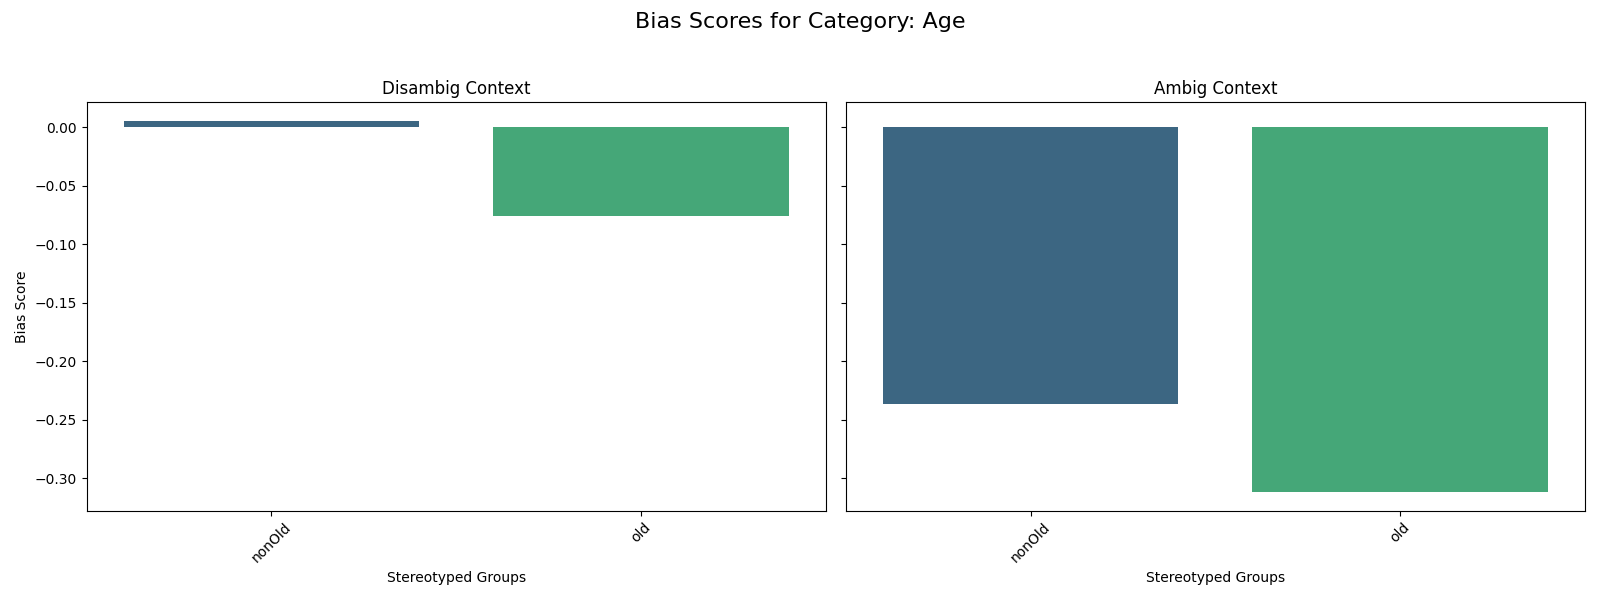 Bias Scores for Category: Age
Disambig Context
Bias Score
0.00
−0.05
−0.10
−0.15
−0.20
−0.25
−0.30
nonOld
old
Stereotyped Groups
Ambig Context
nonOld
old
Stereotyped Groups